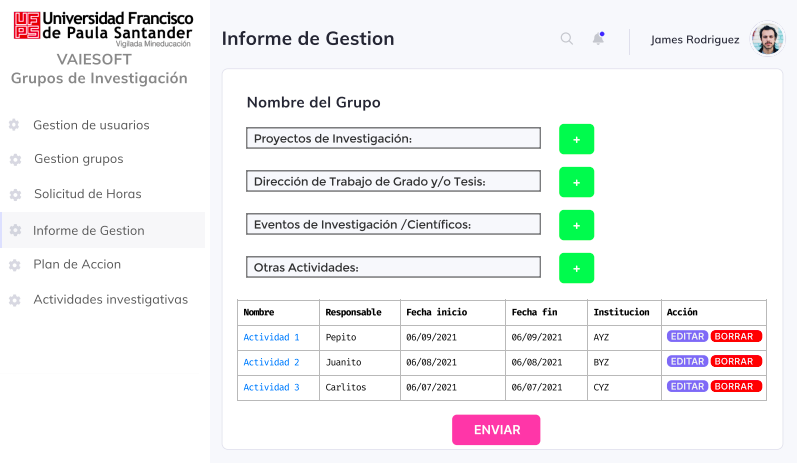 UFPS Universidad Francisco
de Paula Santander
Vigilada Mineducación
VAIESOFT
Grupos de Investigación
Gestion de usuarios
Gestion grupos
Solicitud de Horas
Informe de Gestion
Plan de Accion
Actividades investigativas
Informe de Gestion
James Rodriguez
Nombre del Grupo
Proyectos de Investigación: +
Dirección de Trabajo de Grado y/o Tesis: +
Eventos de Investigación /Científicos: +
Otras Actividades: +
Nombre Responsable Fecha inicio Fecha fin Institucion Acción
Actividad 1 Pepito 06/09/2021 06/09/2021 AYZ EDITAR BORRAR
Actividad 2 Juanito 06/08/2021 06/08/2021 BYZ EDITAR BORRAR
Actividad 3 Carlitos 06/07/2021 06/07/2021 CYZ EDITAR BORRAR
ENVIAR